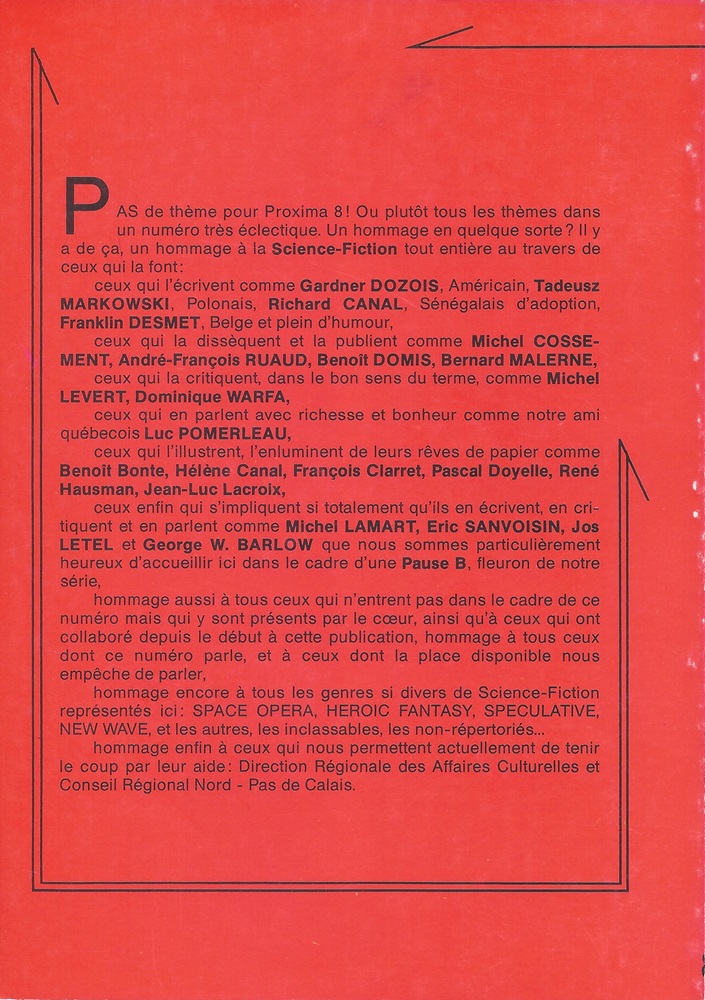 PAS de thème pour Proxima 8! Ou plutôt tous les thèmes dans
un numéro très éclectique. Un hommage en quelque sorte? Il y
a de ça, un hommage à la Science-Fiction tout entière au travers de
ceux qui la font:
ceux qui l'écrivent comme Gardner DOZOIS, Américain, Tadeusz
MARKOWSKI, Polonais, Richard CANAL, Sénégalais d'adoption,
Franklin DESMET, Belge et plein d'humour,
ceux qui la dissèquent et la publient comme Michel COSSE-
MENT, André-François RUAUD, Benoît DOMIS, Bernard MALERNE,
ceux qui la critiquent, dans le bon sens du terme, comme Michel
LEVERT, Dominique WARFA,
ceux qui en parlent avec richesse et bonheur comme notre ami
québecois Luc POMERLEAU,
ceux qui l'illustrent, l'enluminent de leurs rêves de papier comme
Benoît Bonte, Hélène Canal, François Clarret, Pascal Doyelle, René
Hausman, Jean-Luc Lacroix,
ceux enfin qui s'impliquent si totalement qu'ils en écrivent, en cri-
tiquent et en parlent comme Michel LAMART, Eric SANVOISIN, Jos
LETEL et George W. BARLOW que nous sommes particulièrement
heureux d'accueillir ici dans le cadre d'une Pause B, fleuron de notre
série,
hommage aussi à tous ceux qui n'entrent pas dans le cadre de ce
numéro mais qui y sont présents par le cœur, ainsi qu'à ceux qui ont
collaboré depuis le début à cette publication, hommage à tous ceux
dont ce numéro parle, et à ceux dont la place disponible nous
empêche de parler,
hommage encore à tous les genres si divers de Science-Fiction
représentés ici: SPACE OPERA, HEROIC FANTASY, SPECULATIVE,
NEW WAVE, et les autres, les inclassables, les non-répertoriés...
hommage enfin à ceux qui nous permettent actuellement de tenir
le coup par leur aide: Direction Régionale des Affaires Culturelles et
Conseil Régional Nord - Pas de Calais.